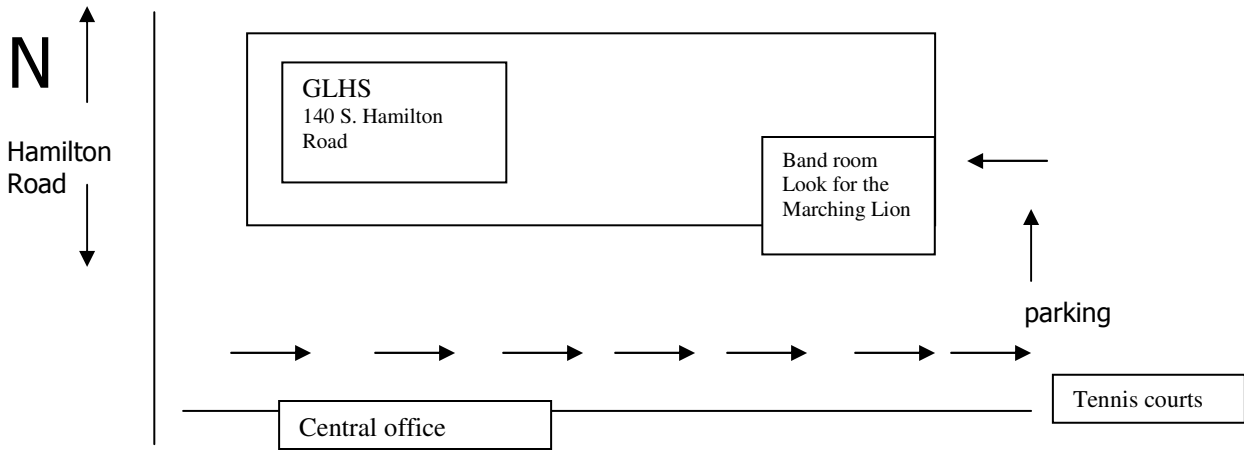 N
Hamilton
Road
GLHS
140 S. Hamilton
Road
Band room
Look for the
Marching Lion
parking
Tennis courts
Central office